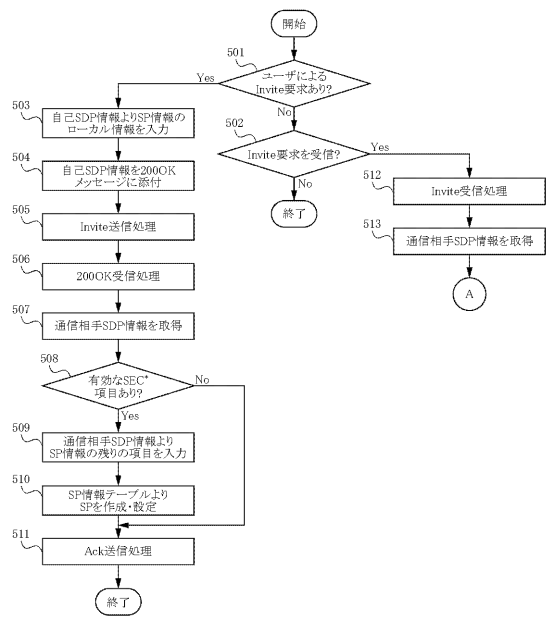 開始
501
ユーザによる
Invite要求あり?
Yes
No
503
自己SDP情報よりSP情報の
ローカル情報を入力
504
自己SDP情報を200OK
メッセージに添付
505
Invite送信処理
506
200OK受信処理
507
通信相手SDP情報を取得
508
有効なSEC*
項目あり?
No
Yes
509
通信相手SDP情報より
SP情報の残りの項目を入力
510
SP情報テーブルより
SPを作成・設定
511
Ack送信処理
終了
502
Invite要求を受信?
Yes
No
終了
512
Invite受信処理
513
通信相手SDP情報を取得
A